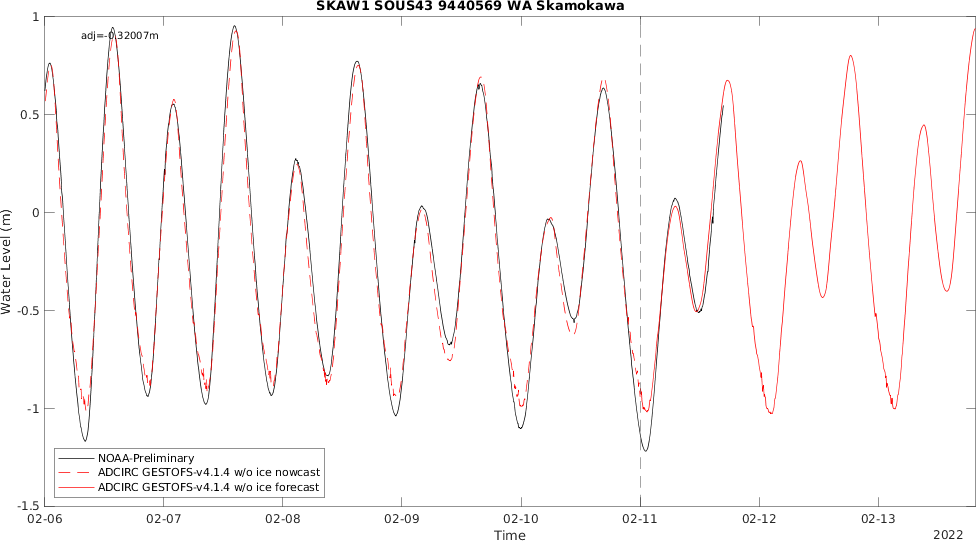 SKAW1 SOUS43 9440569 WA Skamokawa
adj=-0.32007m
1
0.5
0
-0.5
-1
-1.5
Water Level (m)
NOAA-Preliminary
ADCIRC GESTOFS-v4.1.4 w/o ice nowcast
ADCIRC GESTOFS-v4.1.4 w/o ice forecast
02-06 02-07 02-08 02-09 02-10 02-11 02-12 02-13
Time
2022